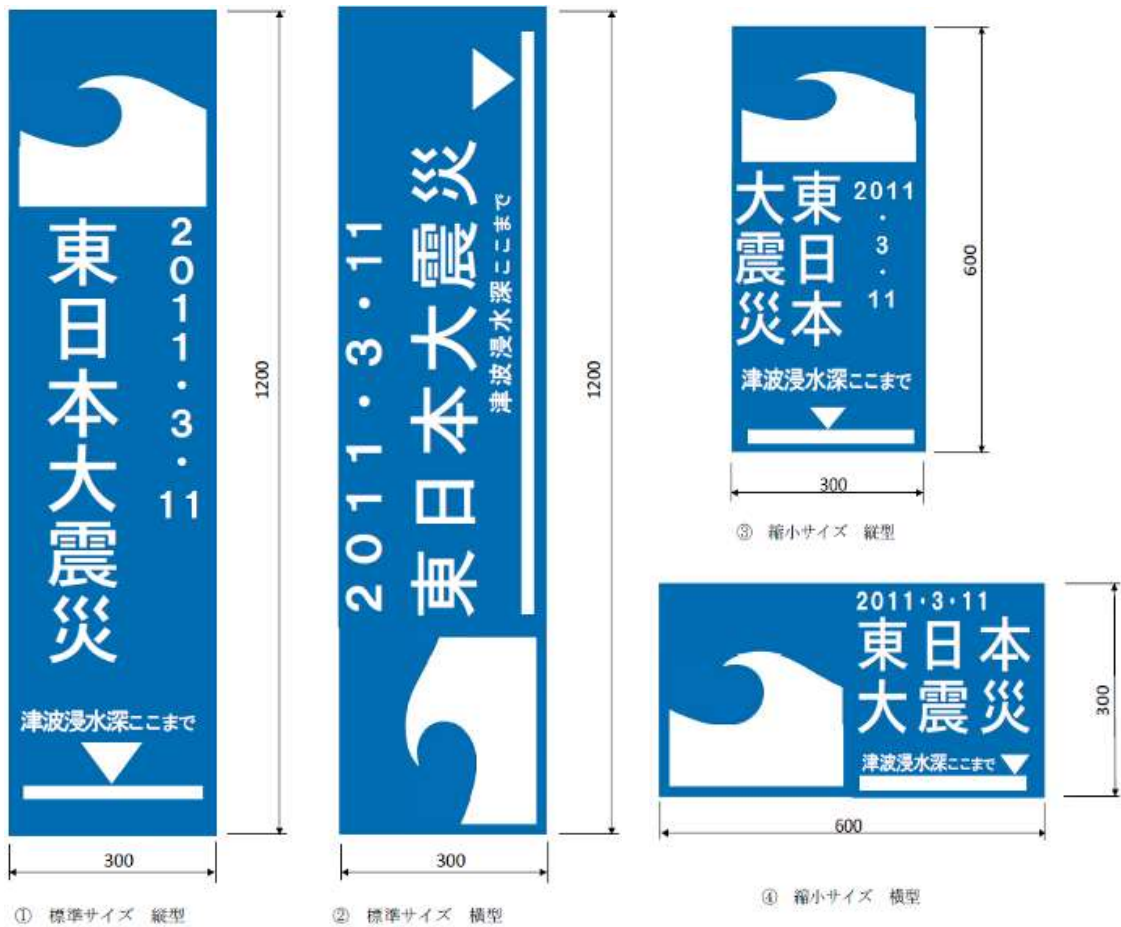 2011・3・11
東日本大震災
津波浸水深ここまで
1200
300
① 標準サイズ 縦型
2011・3・11
東日本大震災
津波浸水深ここまで
1200
300
② 標準サイズ 横型
2011・3・11
東日本
大震災
津波浸水深ここまで
600
300
③ 縮小サイズ 縦型
2011・3・11
東日本
大震災
津波浸水深ここまで
300
600
④ 縮小サイズ 横型